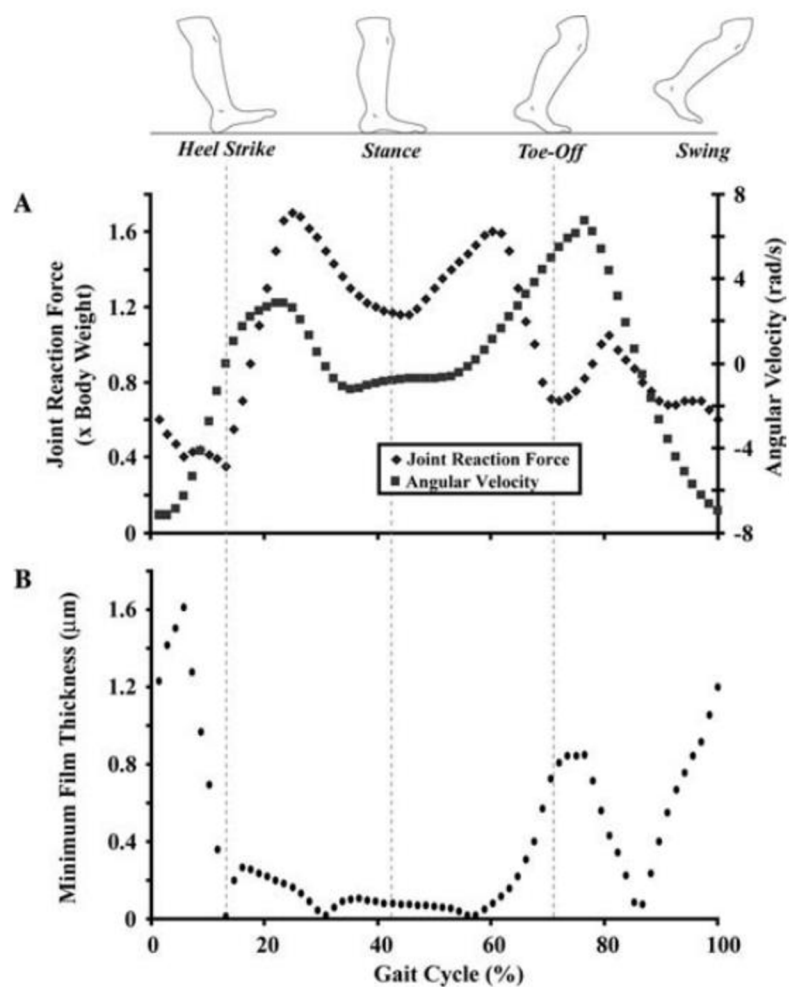 Heel Strike Stance Toe-Off Swing
A
Joint Reaction Force
(x Body Weight)
1.6
1.2
0.8
0.4
0
8
4
0
-4
-8
Angular Velocity (rad/s)
Joint Reaction Force
Angular Velocity
B
Minimum Film Thickness (µm)
1.6
1.2
0.8
0.4
0
0 20 40 60 80 100
Gait Cycle (%)